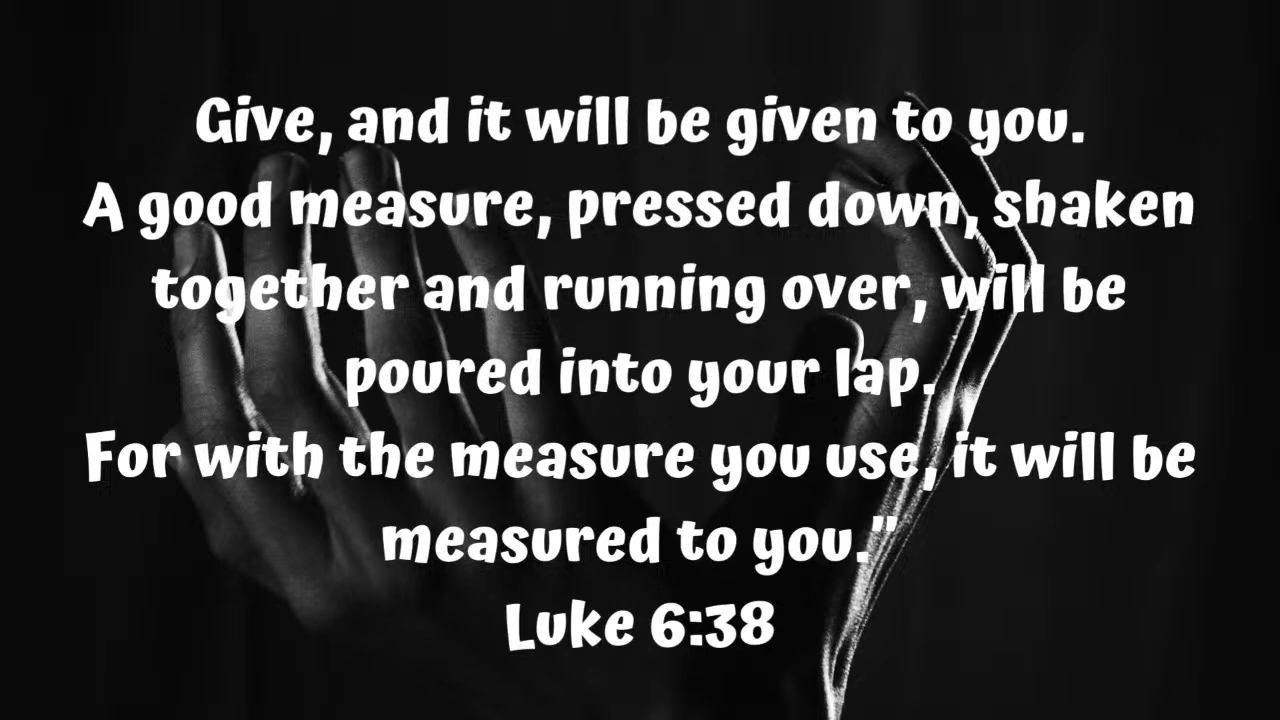 Give, and it will be given to you.
A good measure, pressed down, shaken
together and running over, will be
poured into your lap.
For with the measure you use, it will be
measured to you."
Luke 6:38